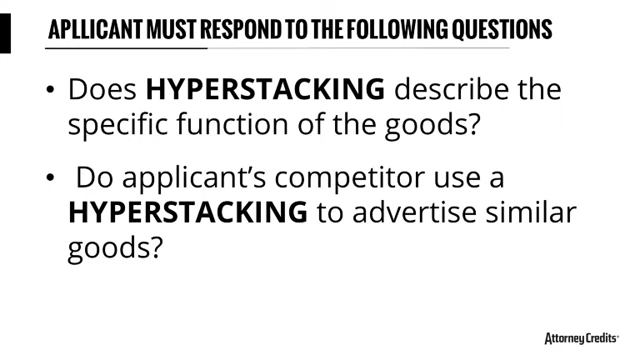 APLLICANT MUST RESPOND TO THE FOLLOWING QUESTIONS
• Does HYPERSTACKING describe the
specific function of the goods?
• Do applicant's competitor use a
HYPERSTACKING to advertise similar
goods?
Attorney Credits